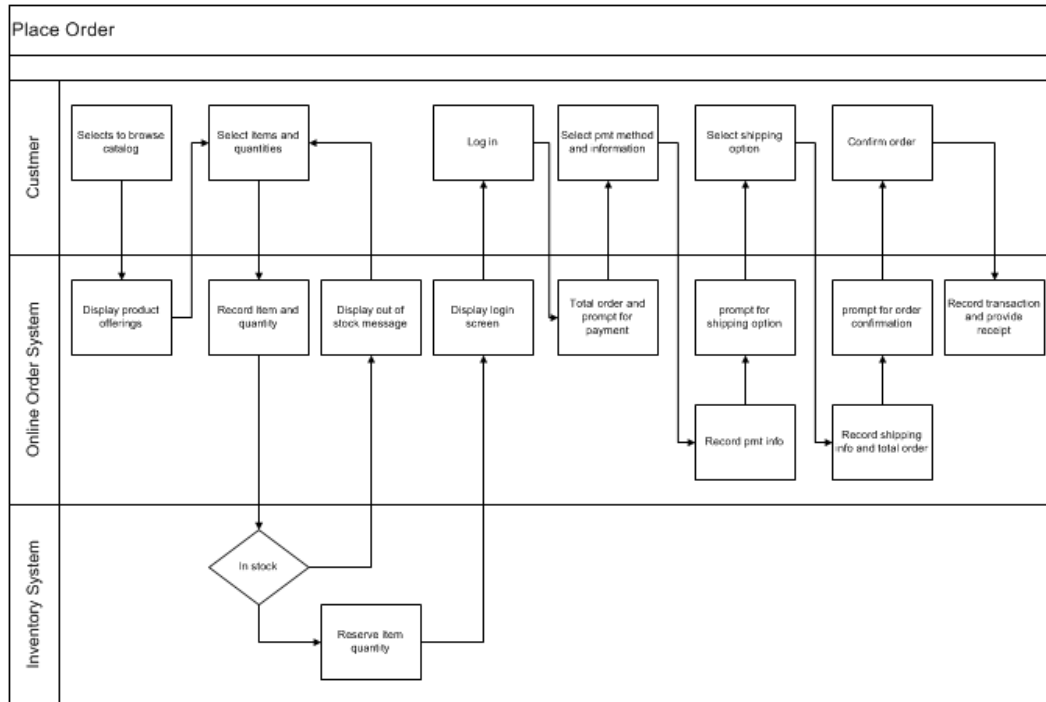 Place Order
Custmer
Selects to browse
catalog
Select items and
quantities
Log in
Select pmt method
and information
Select shipping
option
Confirm order
Online Order System
Display product
offerings
Record item and
quantity
Display out of
stock message
Display login
screen
Total order and
prompt for
payment
prompt for
shipping option
prompt for order
confirmation
Record transaction
and provide
receipt
Record pmt info
Record shipping
info and total order
Inventory System
In stock
Reserve item
quantity